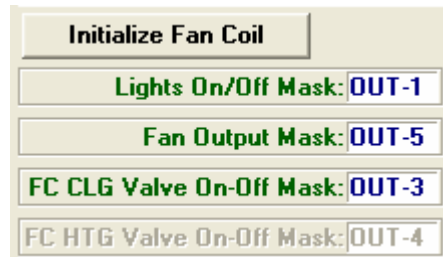 Initialize Fan Coil
Lights On/Off Mask: OUT-1
Fan Output Mask: OUT-5
FC CLG Valve On-Off Mask: OUT-3
FC HTG Valve On-Off Mask: OUT-4